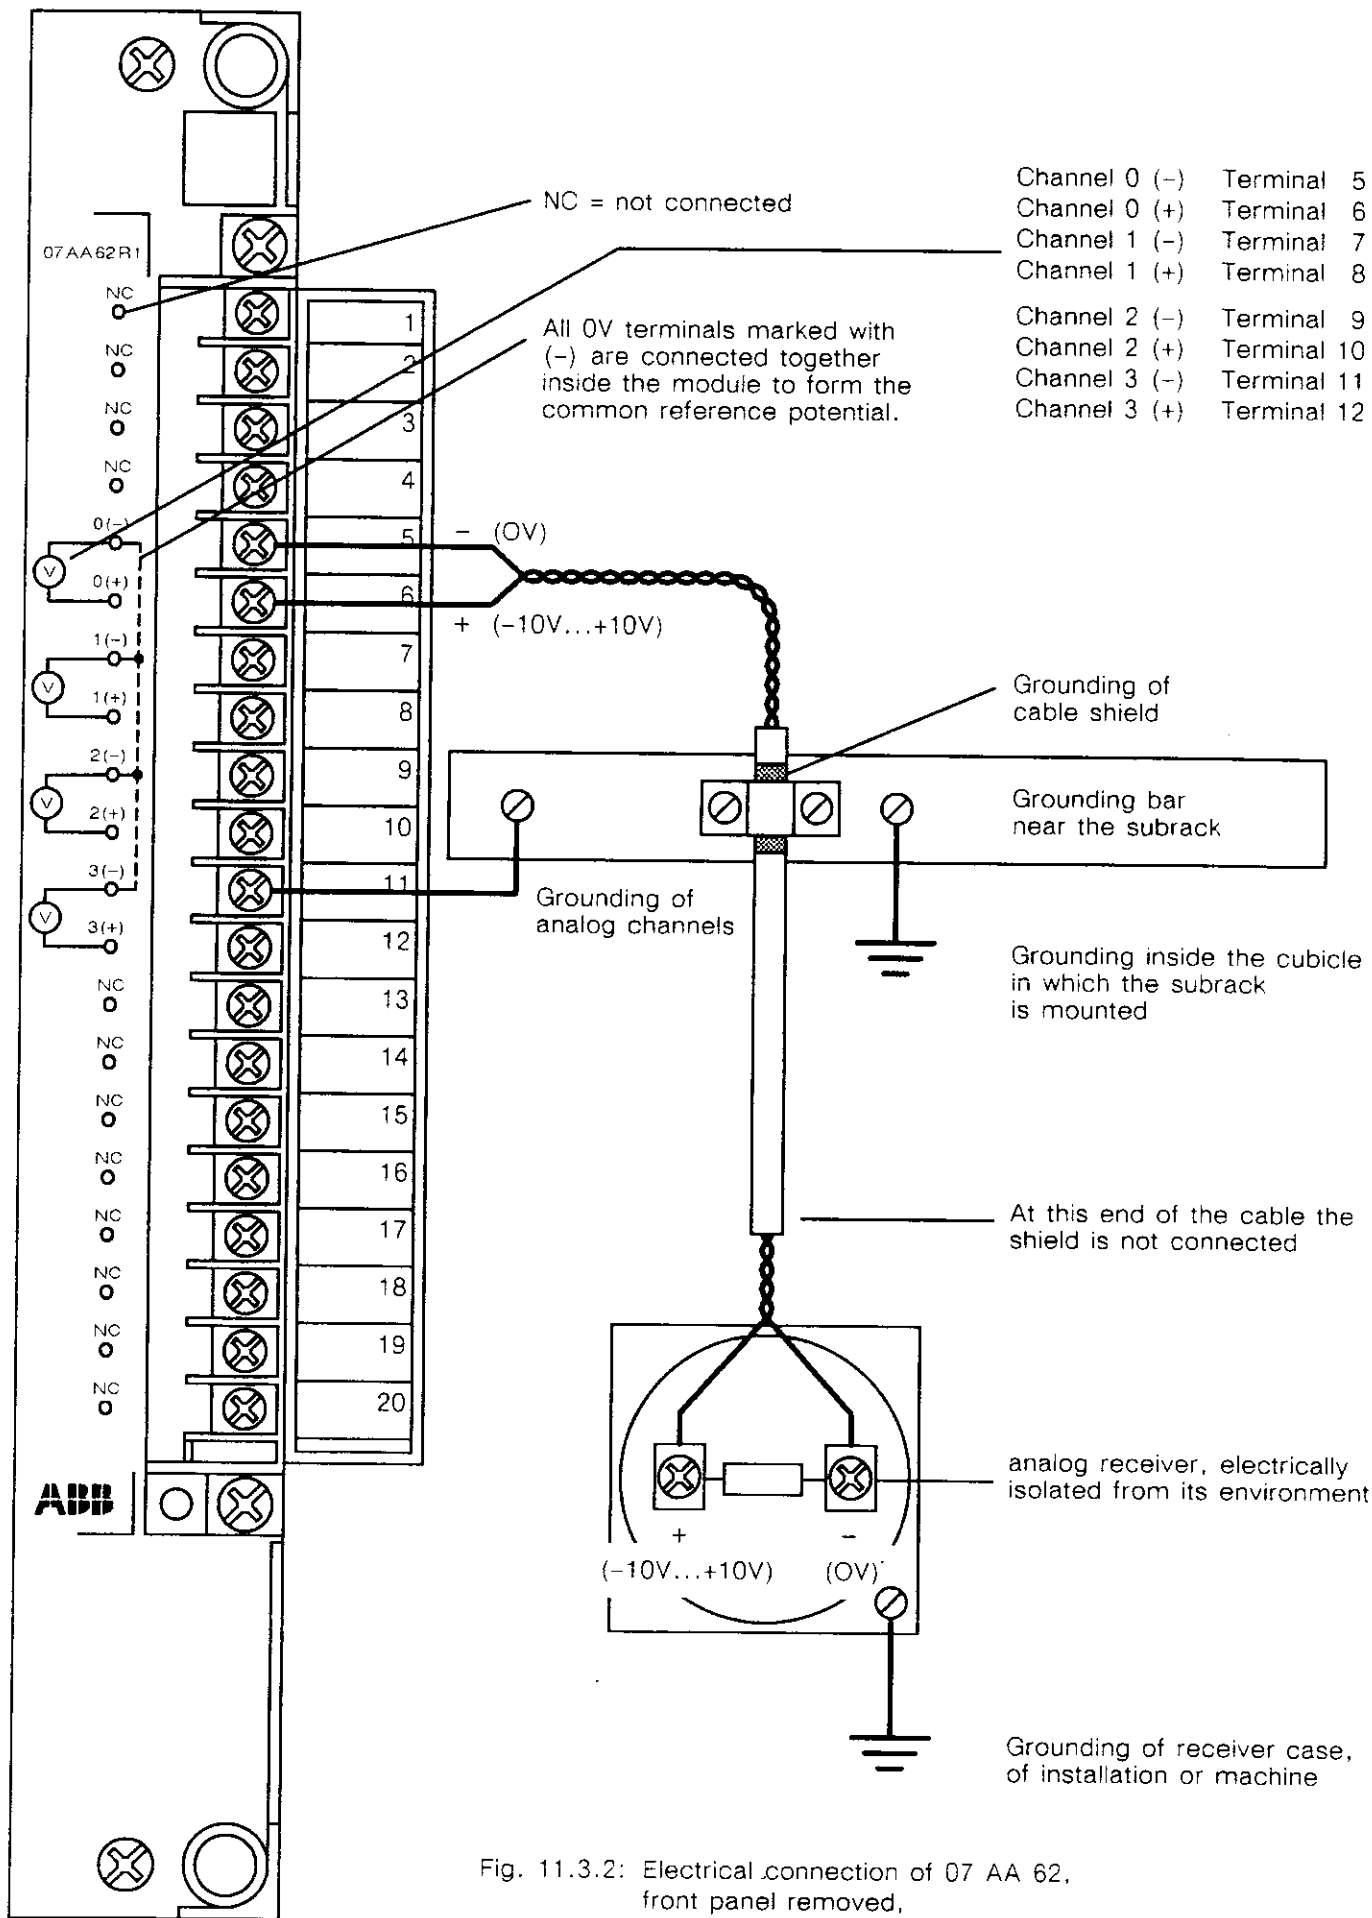 NC = not connected
Channel 0 (-) Terminal 5
Channel 0 (+) Terminal 6
Channel 1 (-) Terminal 7
Channel 1 (+) Terminal 8
Channel 2 (-) Terminal 9
Channel 2 (+) Terminal 10
Channel 3 (-) Terminal 11
Channel 3 (+) Terminal 12
All 0V terminals marked with
(-) are connected together
inside the module to form the
common reference potential.
07AA62R1
NC
NC
NC
NC
0(-)
V
0(+)
1(-)
V
1(+)
2(-)
V
2(+)
3(-)
V
3(+)
NC
NC
NC
NC
NC
NC
NC
NC
ABB
1
2
3
4
5
6
7
8
9
10
11
12
13
14
15
16
17
18
19
20
- (0V)
+ (-10V...+10V)
Grounding of
cable shield
Grounding bar
near the subrack
Grounding of
analog channels
Grounding inside the cubicle
in which the subrack
is mounted
At this end of the cable the
shield is not connected
analog receiver, electrically
isolated from its environment
+ -
(-10V...+10V) (0V)
Grounding of receiver case,
of installation or machine
Fig. 11.3.2: Electrical connection of 07 AA 62,
front panel removed,